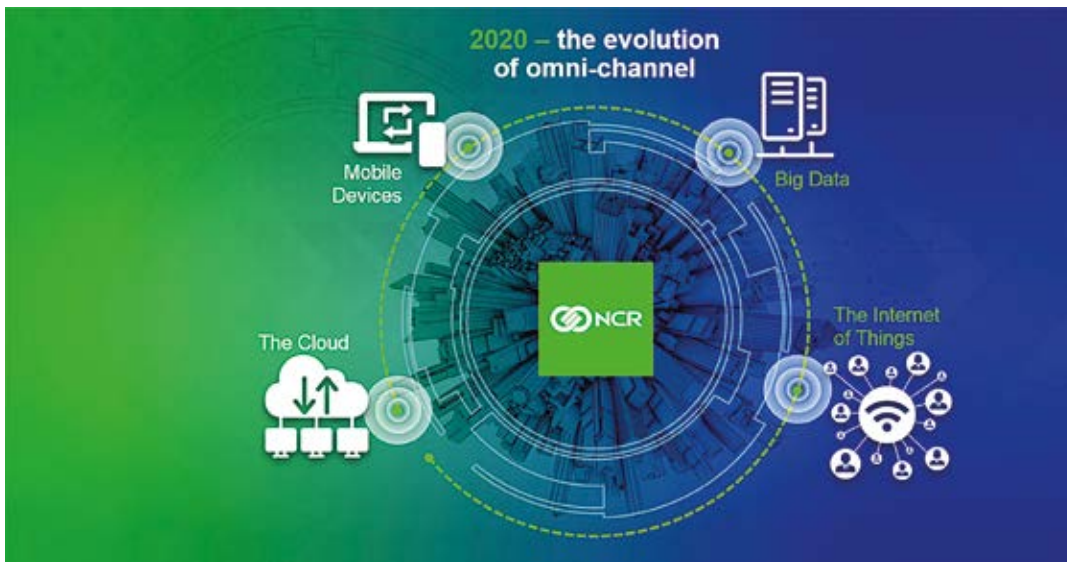 2020 – the evolution
of omni-channel
Mobile
Devices
Big Data
The Cloud
The Internet
of Things
NCR